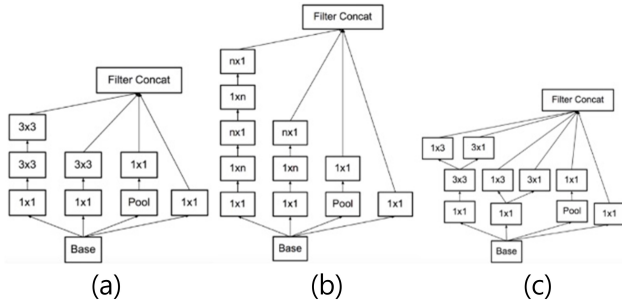 Filter Concat
3x3
3x3 3x3 1x1
1x1 1x1 Pool 1x1
Base
(a)
Filter Concat
nx1
1xn
nx1 nx1
1xn 1xn 1x1
1x1 1x1 Pool 1x1
Base
(b)
Filter Concat
1x3 3x1
3x3 1x3 3x1 1x1
1x1 1x1 Pool 1x1
Base
(c)